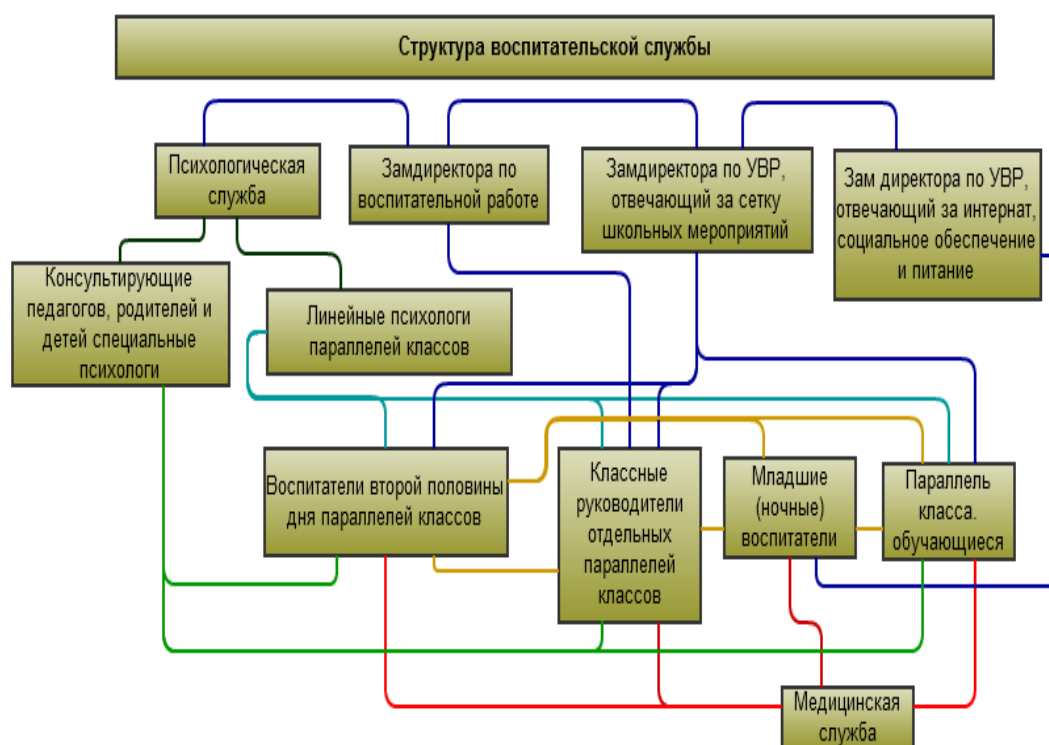 Структура воспитательской службы
Психологическая
служба
Замдиректора по
воспитательной работе
Замдиректора по УВР,
отвечающий за сетку
школьных мероприятий
Зам директора по УВР,
отвечающий за интернат,
социальное обеспечение
и питание
Консультирующие
педагогов, родителей и
детей специальные
психологи
Линейные психологи
параллелей классов
Воспитатели второй половины
дня параллелей классов
Классные
руководители
отдельных
параллелей
классов
Младшие
(ночные)
воспитатели
Параллель
класса.
обучающиеся
Медицинская
служба